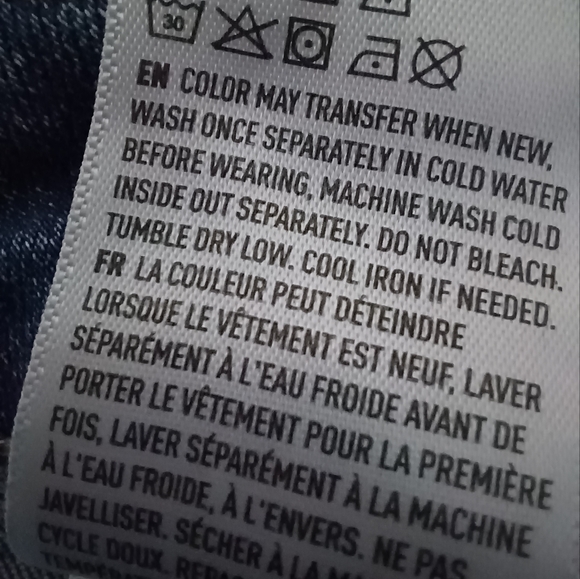 30
EN COLOR MAY TRANSFER WHEN NEW,
WASH ONCE SEPARATELY IN COLD WATER
BEFORE WEARING, MACHINE WASH COLD
INSIDE OUT SEPARATELY. DO NOT BLEACH.
TUMBLE DRY LOW. COOL IRON IF NEEDED.
FR LA COULEUR PEUT DÉTEINDRE
LORSQUE LE VÊTEMENT EST NEUF, LAVER
SÉPARÉMENT À L'EAU FROIDE AVANT DE
PORTER LE VÊTEMENT POUR LA PREMIÈRE
FOIS, LAVER SÉPARÉMENT À LA MACHINE
À L'EAU FROIDE, À L'ENVERS. NE PAS
JAVELLISER. SÉCHER À LA
CYCLE DOUX.